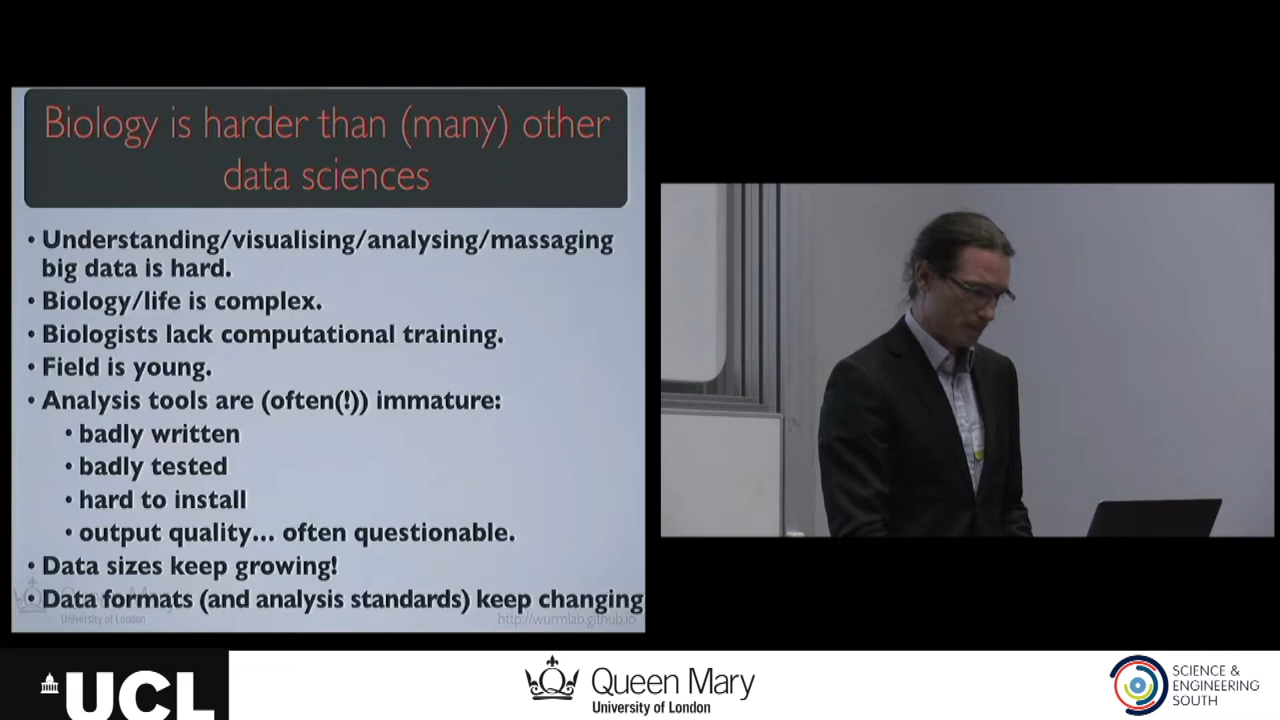 Biology is harder than (many) other
data sciences
• Understanding/visualising/analysing/massaging
big data is hard.
• Biology/life is complex.
• Biologists lack computational training.
• Field is young.
• Analysis tools are (often(!)) immature:
• badly written
• badly tested
• hard to install
• output quality... often questionable.
• Data sizes keep growing!
• Data formats (and analysis standards) keep changing
Queen Mary
University of London
http://wurmlab.github.io
UCL
Queen Mary
University of London
SCIENCE &
ENGINEERING
SOUTH